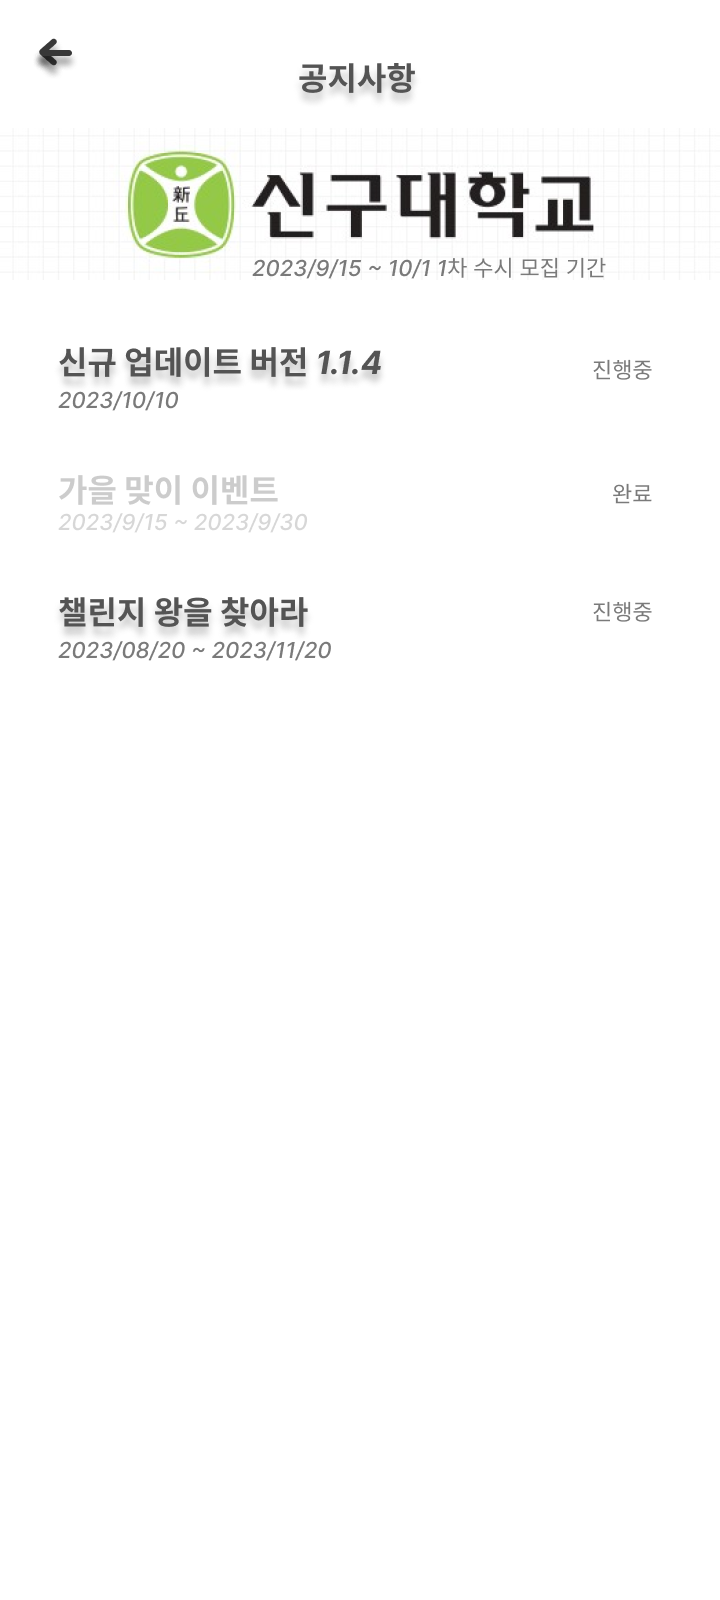 공지사항
新
丘
신구대학교
2023/9/15 ~ 10/1 1차 수시 모집 기간
신규 업데이트 버전 1.1.4
진행중
2023/10/10
가을 맞이 이벤트
완료
2023/9/15 ~ 2023/9/30
챌린지 왕을 찾아라
진행중
2023/08/20 ~ 2023/11/20